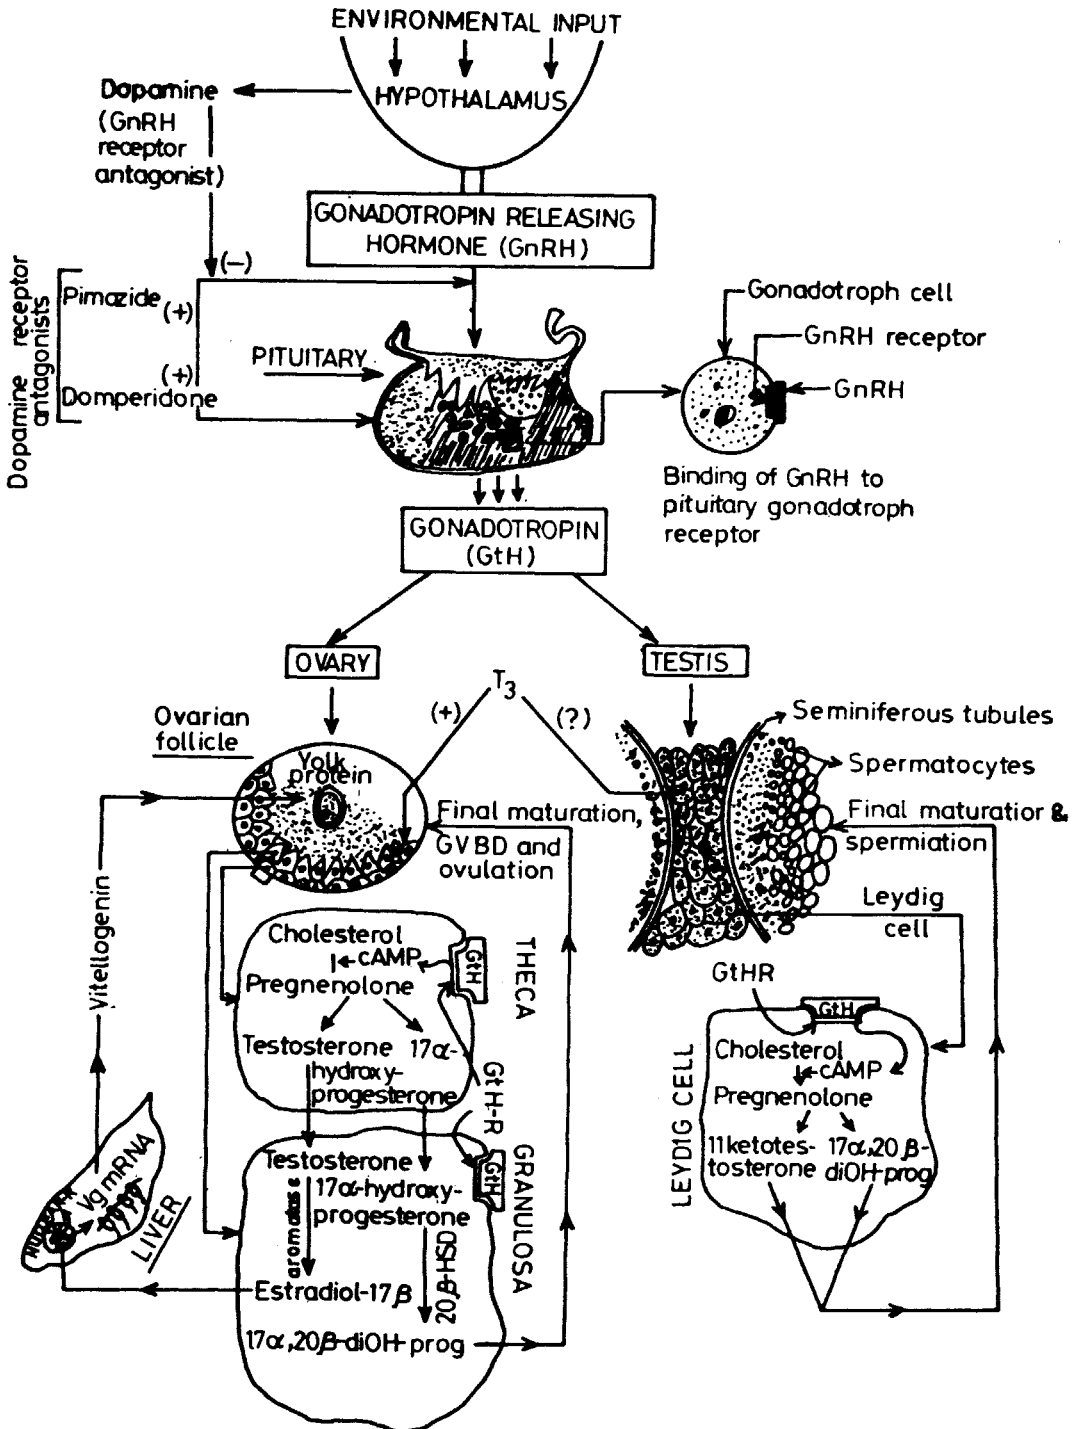 ENVIRONMENTAL INPUT
HYPOTHALAMUS
Dopamine
(GnRH
receptor
antagonist)
GONADOTROPIN RELEASING
HORMONE (GnRH)
(-)
Dopamine receptor
antagonists
Pimazide
(+)
(+)
Domperidone
PITUITARY
Gonadotroph cell
GnRH receptor
GnRH
Binding of GnRH to
pituitary gonadotroph
receptor
GONADOTROPIN
(GtH)
OVARY
TESTIS
T3
(+)
(?)
Ovarian
follicle
Yolk
protein
Final maturation,
GVBD and
ovulation
Seminiferous tubules
Spermatocytes
Final maturatior &
spermiation
Leydig
cell
Vitellogenin
Cholesterol
cAMP
GtH
Pregnenolone
Testosterone 17α-
hydroxy-
progesterone
THECA
GtH-R
GRANULOSA
Testosterone
GtH
17α-hydroxy-
progesterone
aromatase
20β-HSD
Estradiol-17β
17α,20β-diOH-prog
Vg mRNA
LIVER
GtHR
GtH
LEYDIG CELL
Cholesterol
cAMP
Pregnenolone
11ketotes-
tosterone
17α,20β-
diOH-prog